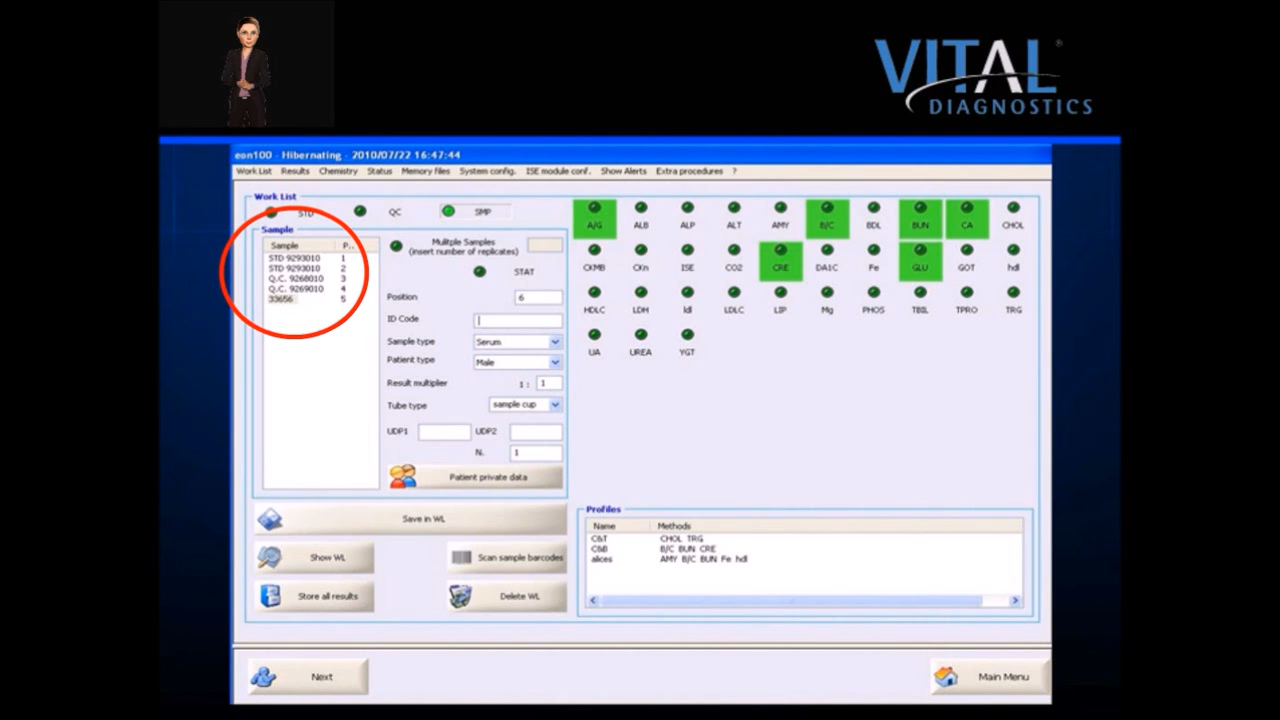 VITAL®
DIAGNOSTICS
eon100 - Hibernating - 2010/07/22 16:47:44
Work List Results Chemistry Status Memory files System config. ISE module conf. Show Alerts Extra procedures ?
Work List
STD QC SMP
Sample
Sample P..
STD 9293010 1
STD 9293010 2
Q.C. 9268010 3
Q.C. 9269010 4
33656 5
Mulitple Samples
(insert number of replicates)
STAT
Position 6
ID Code
Sample type Serum
Patient type Male
Result multiplier 1 : 1
Tube type sample cup
UDP1 UDP2
N. 1
Patient private data
A/G ALB ALP ALT AMY B/C BDL BUN CA CHOL
CKMB CKn ISE CO2 CRE DA1C Fe GLU GOT hdl
HDLC LDH ldl LDLC LIP Mg PHOS TBIL TPRO TRG
UA UREA YGT
Save in WL
Show WL Scan sample barcodes
Store all results Delete WL
Profiles
Name Methods
C&T CHOL TRG
C&B B/C BUN CRE
alices AMY B/C BUN Fe hdl
Next Main Menu